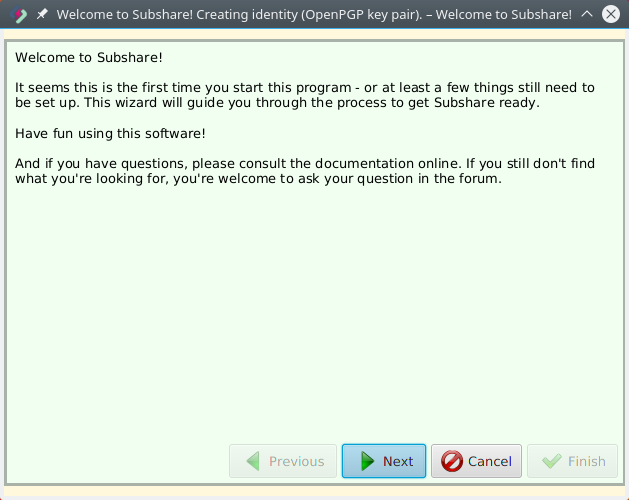 Welcome to Subshare! Creating identity (OpenPGP key pair). – Welcome to Subshare!
Welcome to Subshare!
It seems this is the first time you start this program - or at least a few things still need to
be set up. This wizard will guide you through the process to get Subshare ready.
Have fun using this software!
And if you have questions, please consult the documentation online. If you still don't find
what you're looking for, you're welcome to ask your question in the forum.
Previous Next Cancel Finish